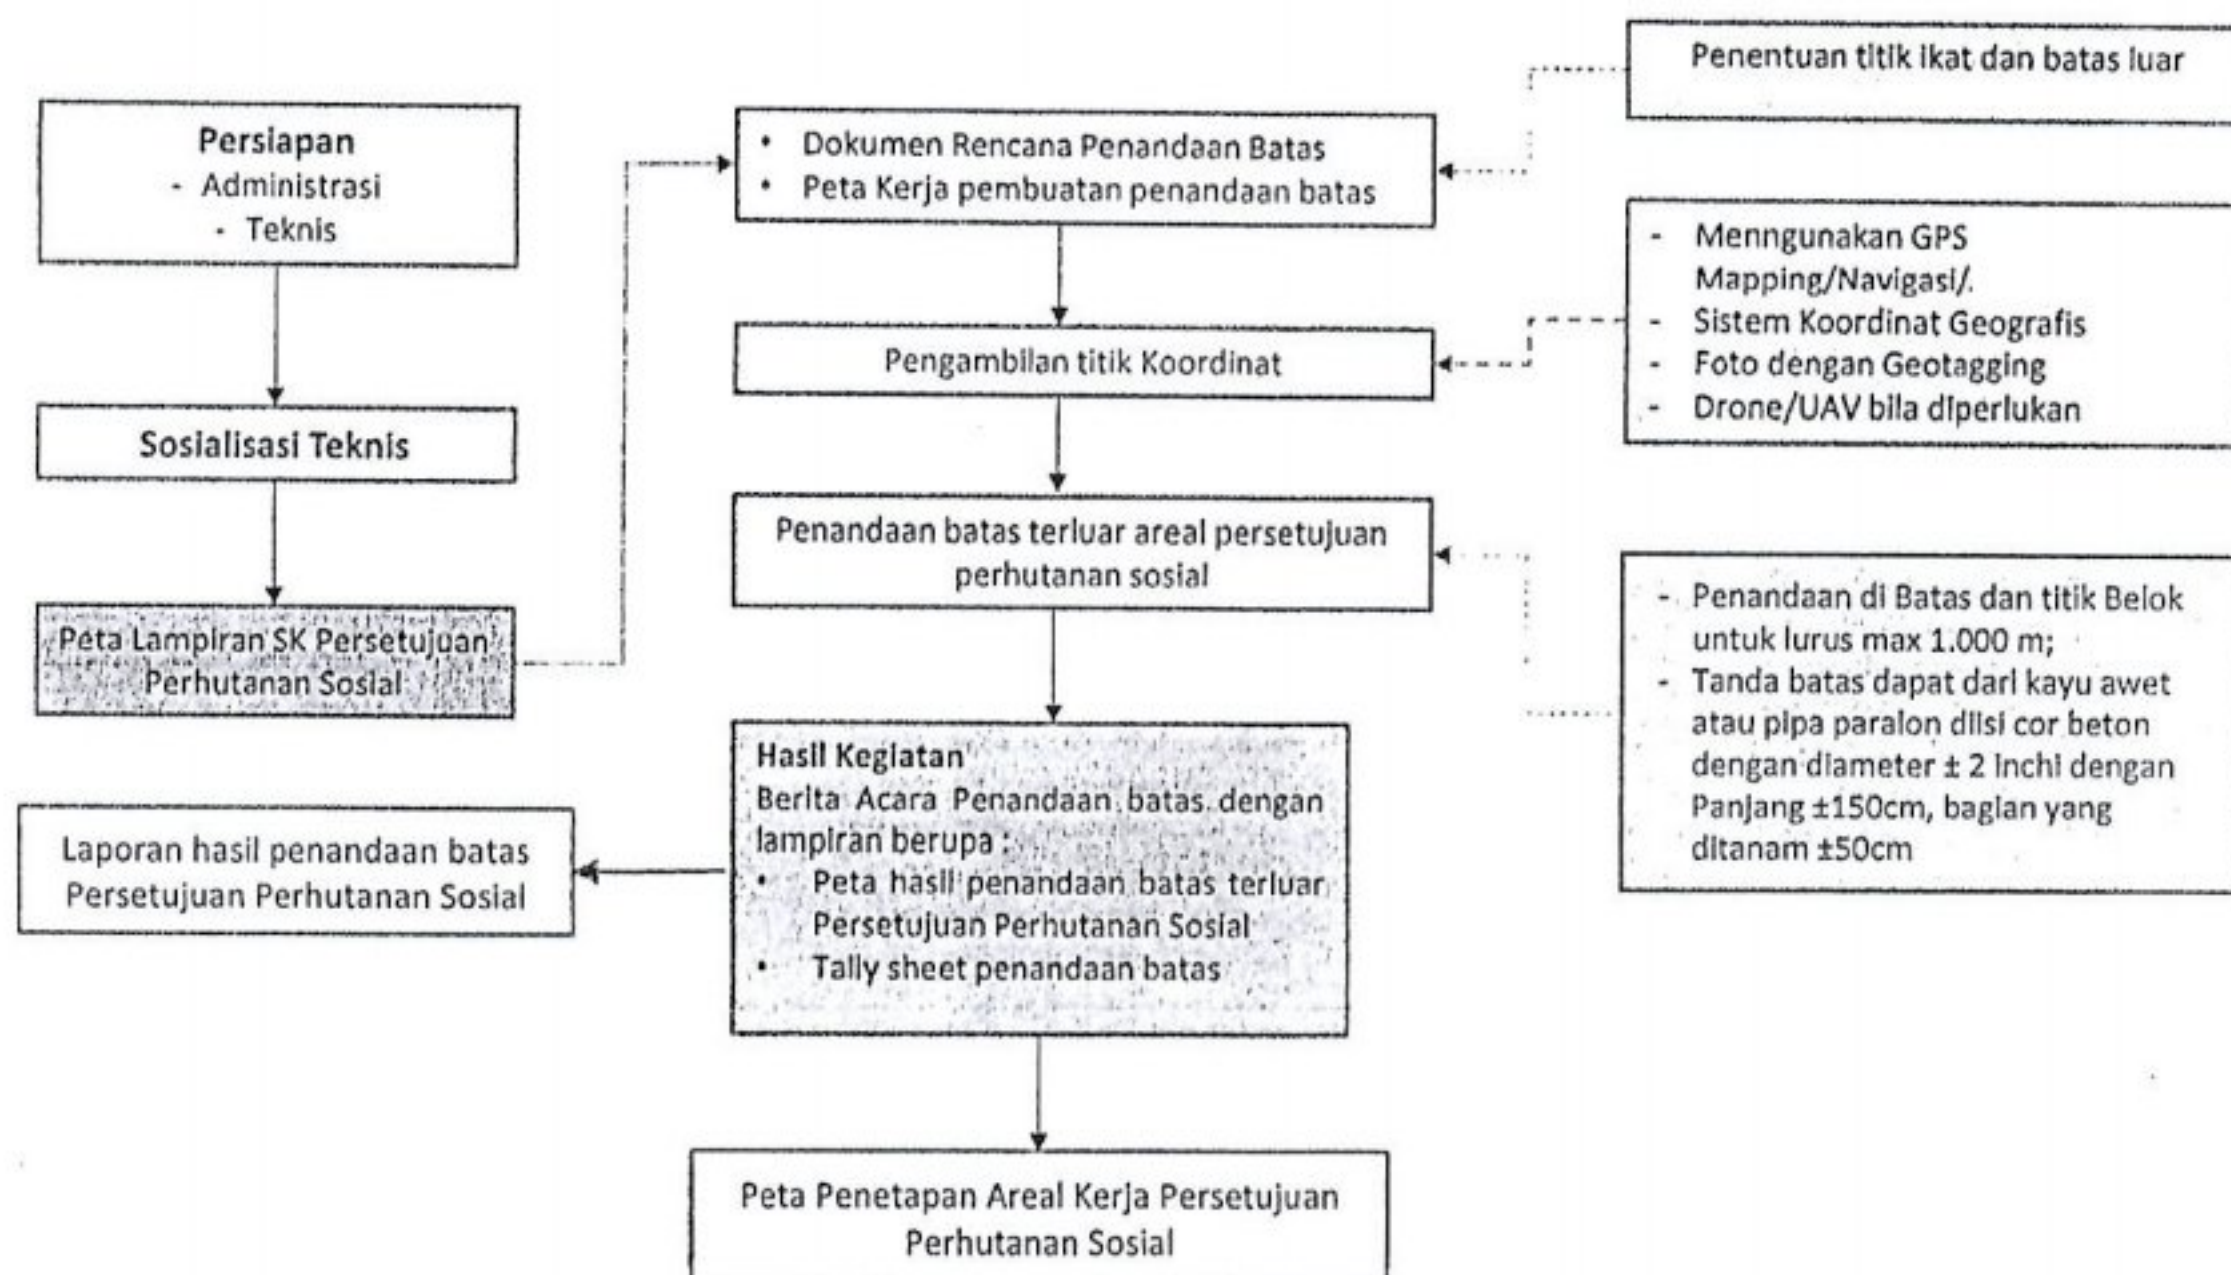 Persiapan
- Administrasi
- Teknis
Sosialisasi Teknis
Peta Lampiran SK Persetujuan
Perhutanan Sosial
• Dokumen Rencana Penandaan Batas
• Peta Kerja pembuatan penandaan batas
Penentuan titik ikat dan batas luar
Pengambilan titik Koordinat
- Menngunakan GPS
Mapping/Navigasi/.
- Sistem Koordinat Geografis
- Foto dengan Geotagging
- Drone/UAV bila diperlukan
Penandaan batas terluar areal persetujuan
perhutanan sosial
- Penandaan di Batas dan titik Belok
untuk lurus max 1.000 m;
- Tanda batas dapat dari kayu awet
atau pipa paralon diisi cor beton
dengan diameter ± 2 inchi dengan
Panjang ±150cm, bagian yang
ditanam ±50cm
Hasil Kegiatan
Berita Acara Penandaan batas dengan
lampiran berupa :
• Peta hasil penandaan batas terluar
Persetujuan Perhutanan Sosial
• Tally sheet penandaan batas
Laporan hasil penandaan batas
Persetujuan Perhutanan Sosial
Peta Penetapan Areal Kerja Persetujuan
Perhutanan Sosial